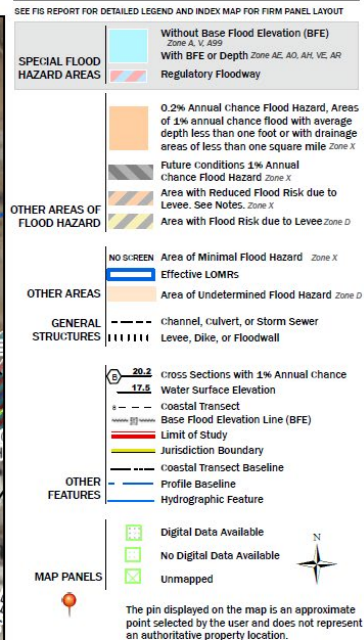 SEE FIS REPORT FOR DETAILED LEGEND AND INDEX MAP FOR FIRM PANEL LAYOUT
SPECIAL FLOOD
HAZARD AREAS
Without Base Flood Elevation (BFE)
Zone A, V, A99
With BFE or Depth Zone AE, AO, AH, VE, AR
Regulatory Floodway
OTHER AREAS OF
FLOOD HAZARD
0.2% Annual Chance Flood Hazard, Areas
of 1% annual chance flood with average
depth less than one foot or with drainage
areas of less than one square mile Zone X
Future Conditions 1% Annual
Chance Flood Hazard Zone X
Area with Reduced Flood Risk due to
Levee. See Notes. Zone X
Area with Flood Risk due to Levee Zone D
OTHER AREAS
NO SCREEN Area of Minimal Flood Hazard Zone X
Effective LOMRs
Area of Undetermined Flood Hazard Zone D
GENERAL
STRUCTURES
Channel, Culvert, or Storm Sewer
Levee, Dike, or Floodwall
OTHER
FEATURES
B 20.2 Cross Sections with 1% Annual Chance
17.5 Water Surface Elevation
8 Coastal Transect
Base Flood Elevation Line (BFE)
Limit of Study
Jurisdiction Boundary
Coastal Transect Baseline
Profile Baseline
Hydrographic Feature
MAP PANELS
Digital Data Available
No Digital Data Available
Unmapped
N
The pin displayed on the map is an approximate
point selected by the user and does not represent
an authoritative property location.